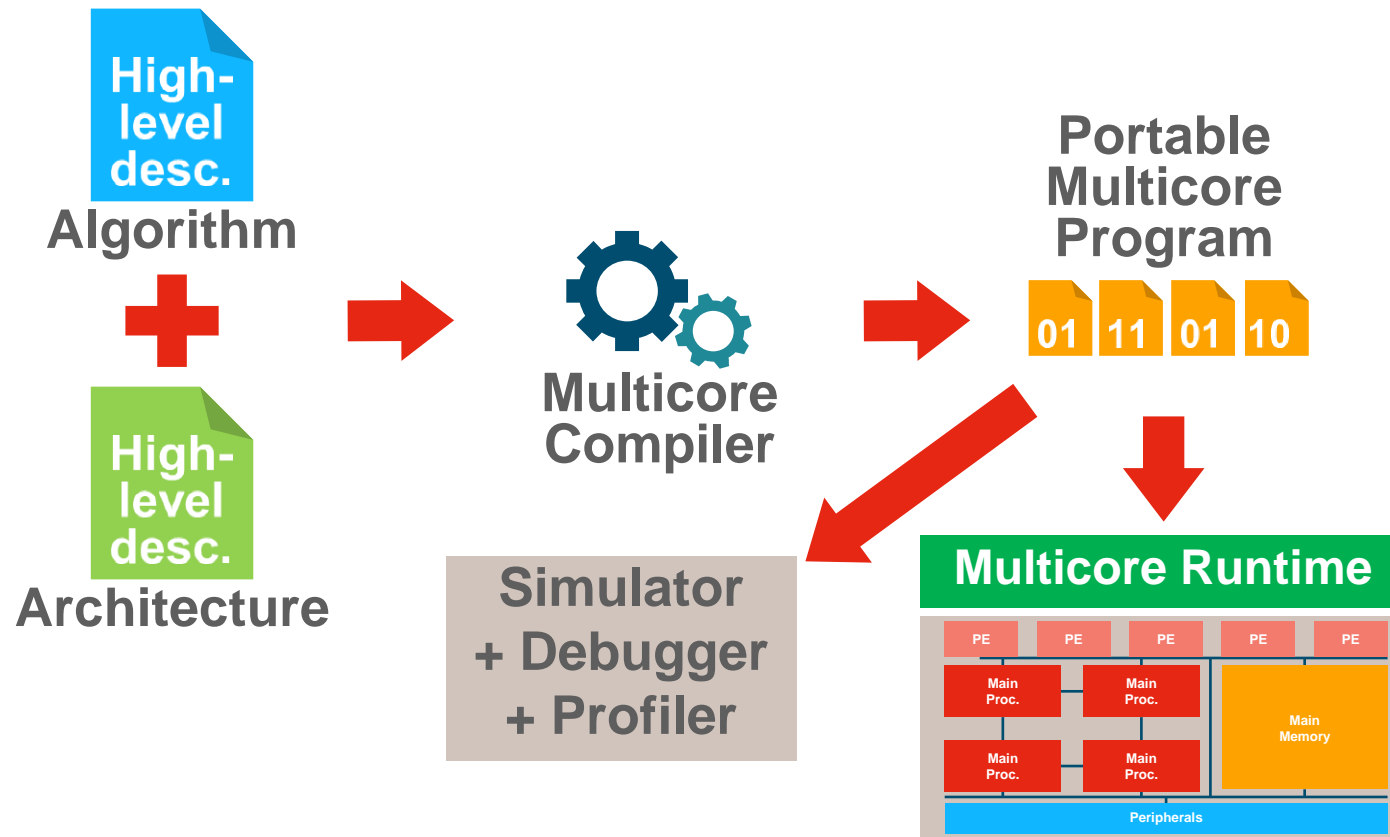 High-
level
desc.
Algorithm
High-
level
desc.
Architecture
Multicore
Compiler
Portable
Multicore
Program
01 11 01 10
Simulator
+ Debugger
+ Profiler
Multicore Runtime
PE PE PE PE PE
Main
Proc.
Main
Proc.
Main
Proc.
Main
Proc.
Main
Memory
Peripherals